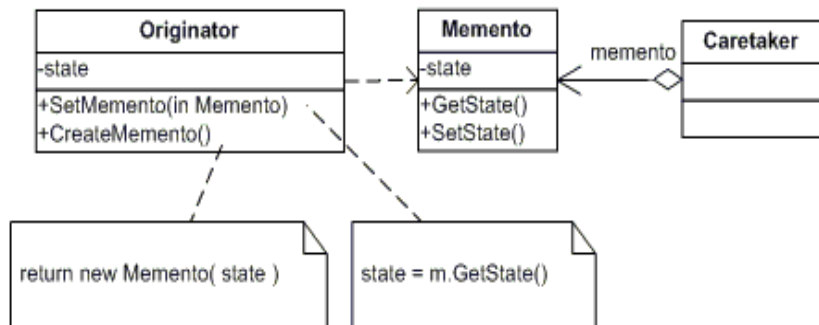 Originator
-state
+SetMemento(in Memento)
+CreateMemento()
Memento
-state
+GetState()
+SetState()
memento
Caretaker
return new Memento( state )
state = m.GetState()